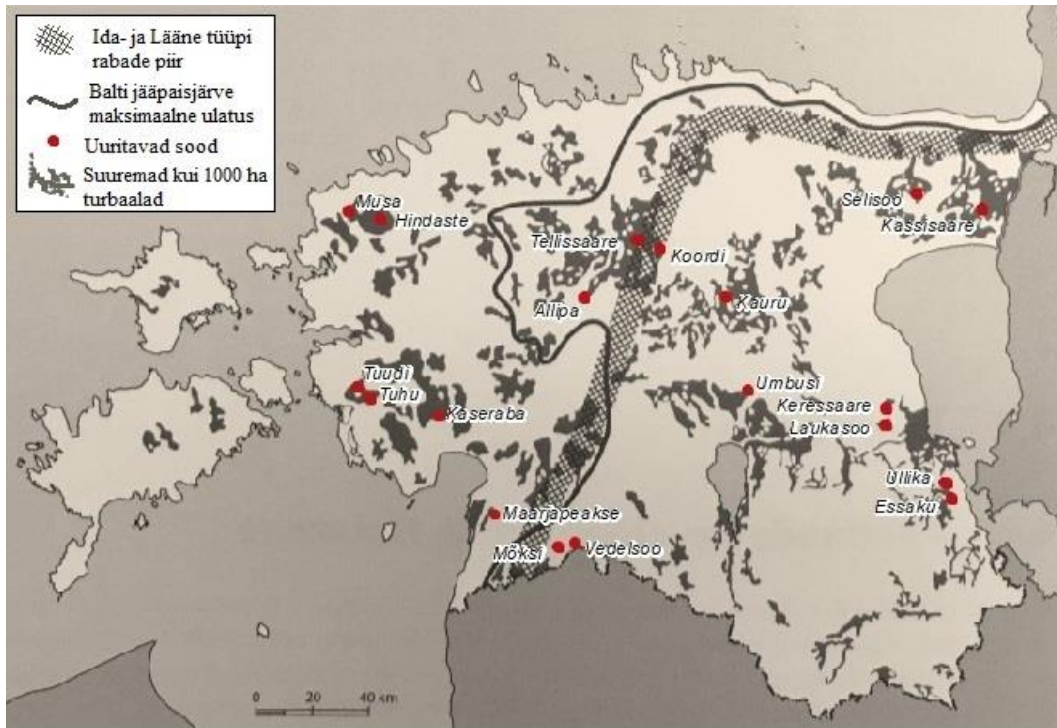 Ida- ja Lääne tüüpi
rabade piir
Balti jääpaisjärve
maksimaalne ulatus
Uuritavad sood
Suuremad kui 1000 ha
turbaalad
Musa
Hindaste
Selisoo
Kassisaare
Tellissaare
Koordi
Allipa
Kauru
Tuudi
Tuhu
Kaseraba
Umbusi
Keressaare
Laukasoo
Ullika
Essaku
Maarjapeakse
Mõksi
Vedelsoo
0 20 40 km